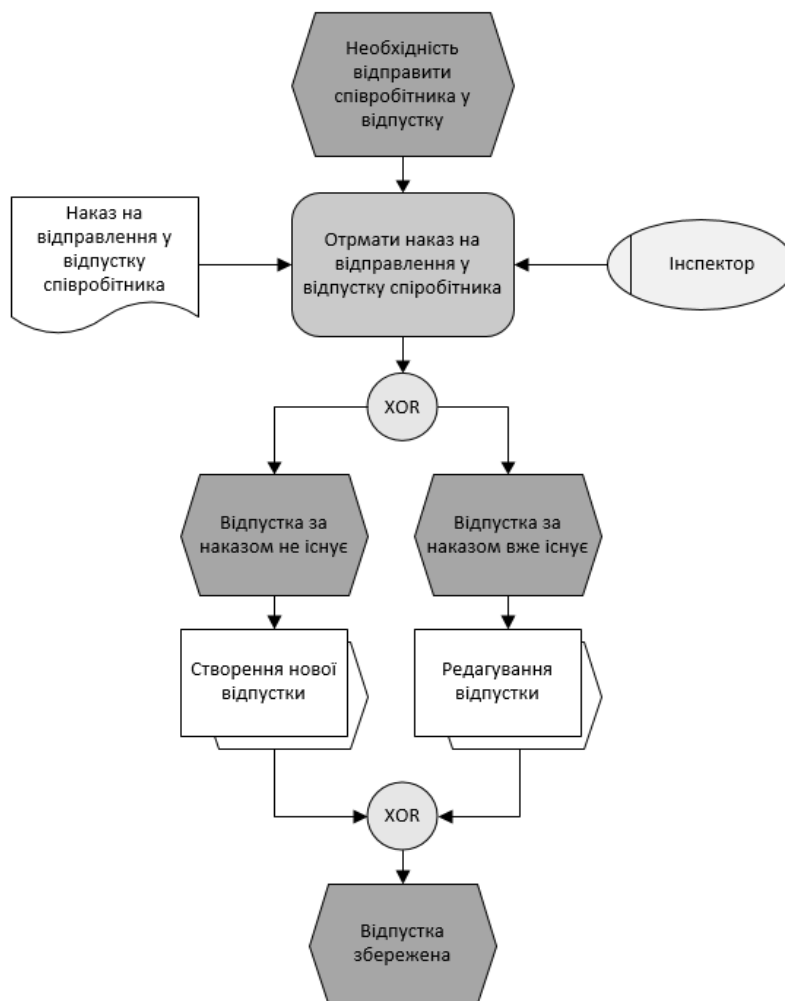 Необхідність
відправити
співробітника у
відпустку
Наказ на
відправлення у
відпустку
співробітника
Отрмати наказ на
відправлення у
відпустку спіробітника
Інспектор
XOR
Відпустка за
наказом не існує
Відпустка за
наказом вже існує
Створення нової
відпустки
Редагування
відпустки
XOR
Відпустка
збережена